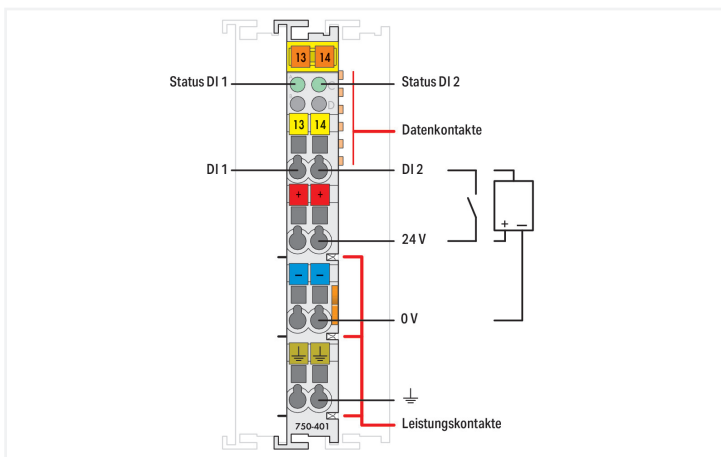 13 14
Status DI 1
Status DI 2
C
D
Datenkontakte
13 14
DI 1
DI 2
+ +
+ –
24 V
– –
0 V
Leistungskontakte
750-401